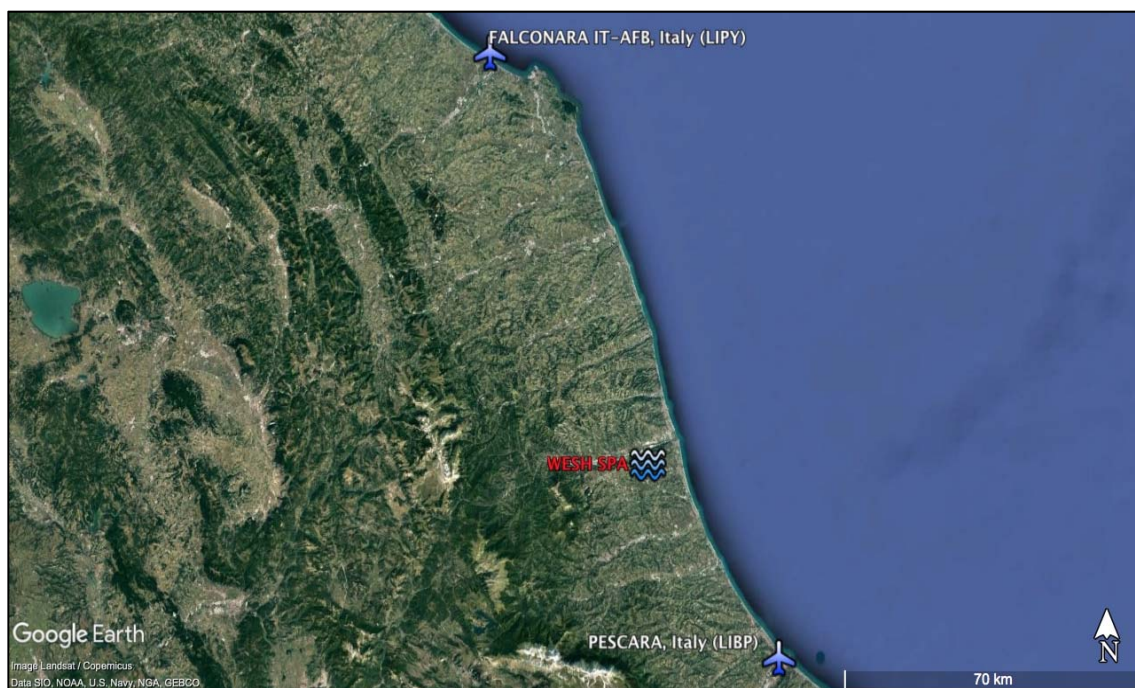 FALCONARA IT-AFB, Italy (LIPY)
WESH SPA
PESCARA, Italy (LIBP)
Google Earth
N
Image Landsat / Copernicus
Data SIO, NOAA, U.S. Navy, NGA, GEBCO
70 km